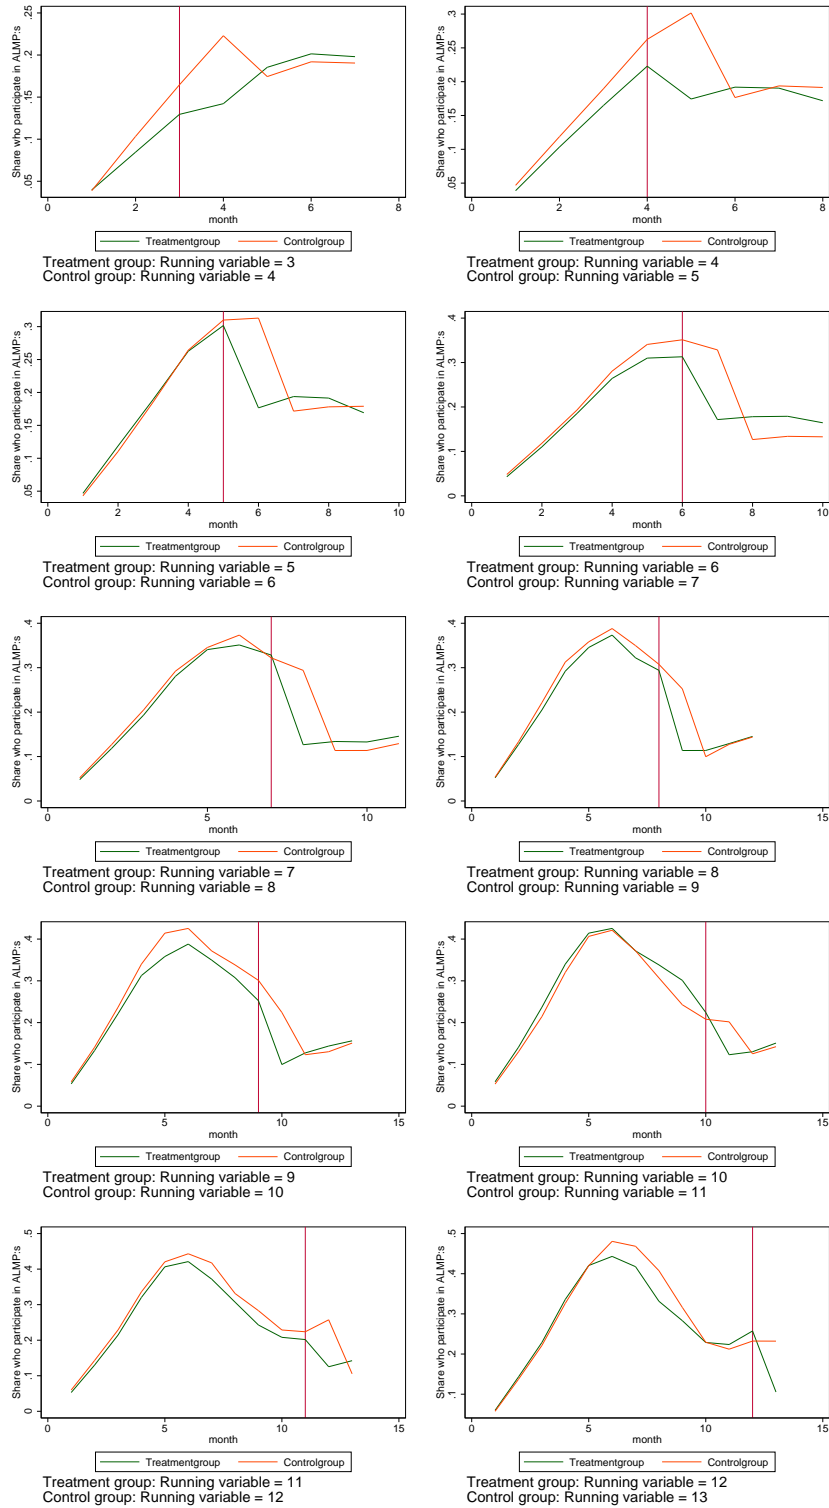 Share who participate in ALMP:s
.05 .1 .15 .2 .25
0 2 4 6 8
month
Treatmentgroup Controlgroup
Treatment group: Running variable = 3
Control group: Running variable = 4
Share who participate in ALMP:s
.05 .1 .15 .2 .25 .3
0 2 4 6 8
month
Treatmentgroup Controlgroup
Treatment group: Running variable = 4
Control group: Running variable = 5
Share who participate in ALMP:s
.05 .1 .15 .2 .25 .3
0 2 4 6 8 10
month
Treatmentgroup Controlgroup
Treatment group: Running variable = 5
Control group: Running variable = 6
Share who participate in ALMP:s
0 .1 .2 .3 .4
0 2 4 6 8 10
month
Treatmentgroup Controlgroup
Treatment group: Running variable = 6
Control group: Running variable = 7
Share who participate in ALMP:s
0 .1 .2 .3 .4
0 5 10
month
Treatmentgroup Controlgroup
Treatment group: Running variable = 7
Control group: Running variable = 8
Share who participate in ALMP:s
0 .1 .2 .3 .4
0 5 10 15
month
Treatmentgroup Controlgroup
Treatment group: Running variable = 8
Control group: Running variable = 9
Share who participate in ALMP:s
0 .1 .2 .3 .4
0 5 10 15
month
Treatmentgroup Controlgroup
Treatment group: Running variable = 9
Control group: Running variable = 10
Share who participate in ALMP:s
0 .1 .2 .3 .4
0 5 10 15
month
Treatmentgroup Controlgroup
Treatment group: Running variable = 10
Control group: Running variable = 11
Share who participate in ALMP:s
0 .1 .2 .3 .4 .5
0 5 10 15
month
Treatmentgroup Controlgroup
Treatment group: Running variable = 11
Control group: Running variable = 12
Share who participate in ALMP:s
.1 .2 .3 .4 .5
0 5 10 15
month
Treatmentgroup Controlgroup
Treatment group: Running variable = 12
Control group: Running variable = 13